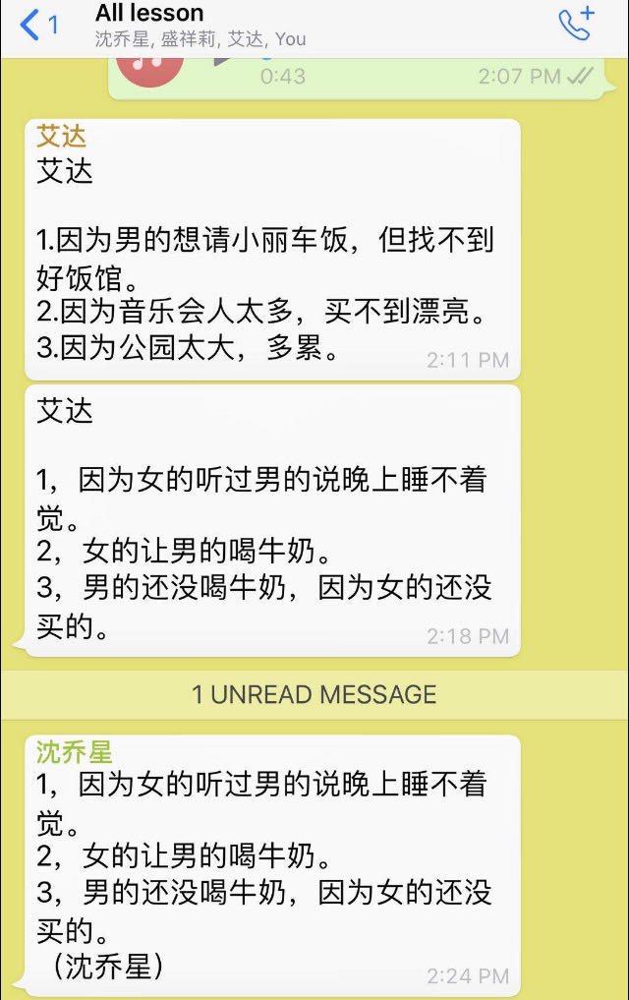 1
All lesson
沈乔星, 盛祥莉, 艾达, You
0:43
2:07 PM
艾达
艾达
1.因为男的想请小丽车饭，但找不到
好饭馆。
2.因为音乐会人太多，买不到漂亮。
3.因为公园太大，多累。
2:11 PM
艾达
1，因为女的听过男的说晚上睡不着
觉。
2，女的让男的喝牛奶。
3，男的还没喝牛奶，因为女的还没
买的。
2:18 PM
1 UNREAD MESSAGE
沈乔星
1，因为女的听过男的说晚上睡不着
觉。
2，女的让男的喝牛奶。
3，男的还没喝牛奶，因为女的还没
买的。
（沈乔星）
2:24 PM